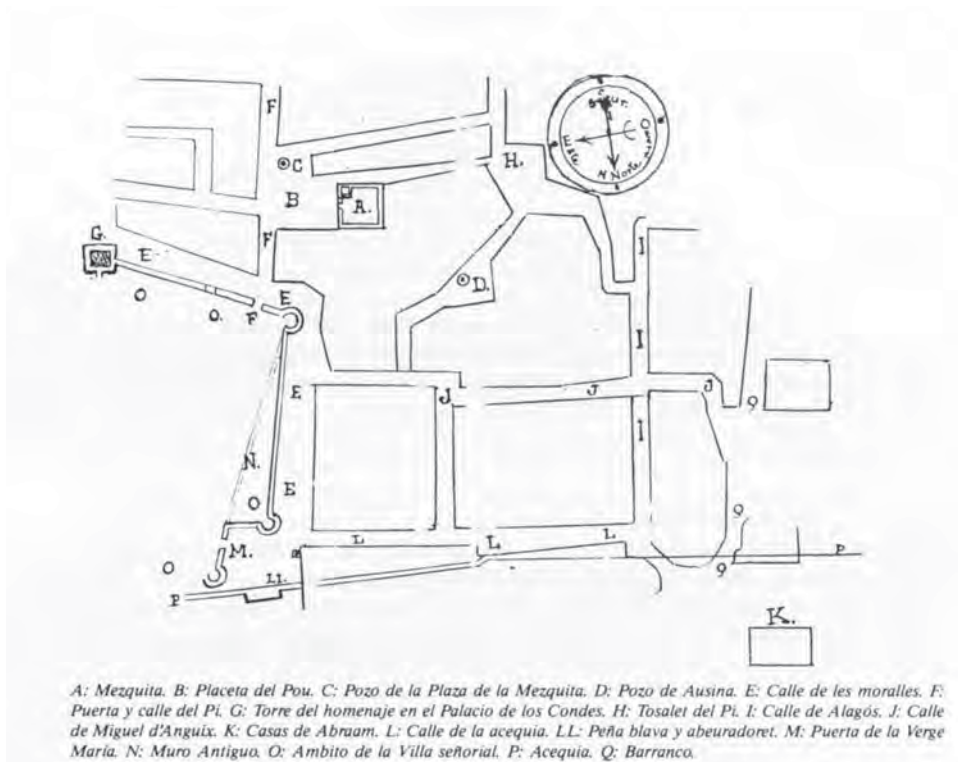 F
C
H.
B
A.
F
I
G.
E
D.
O
O.
F
E
I
E
J.
J
J
I
Q
N.
O
E
M.
L
L
L
Q
P
O
LL.
Q
P
K.
Sur.
Este
Norte
A: Mezquita. B: Placeta del Pou. C: Pozo de la Plaza de la Mezquita. D: Pozo de Ausina. E: Calle de les moralles. F:
Puerta y calle del Pi. G: Torre del homenaje en el Palacio de los Condes. H: Tosalet del Pi. I: Calle de Alagós. J: Calle
de Miguel d'Anguix. K: Casas de Abraam. L: Calle de la acequia. LL: Peña blava y abeuradoret. M: Puerta de la Verge
María. N: Muro Antiguo. O: Ambito de la Villa señorial. P: Acequia. Q: Barranco.